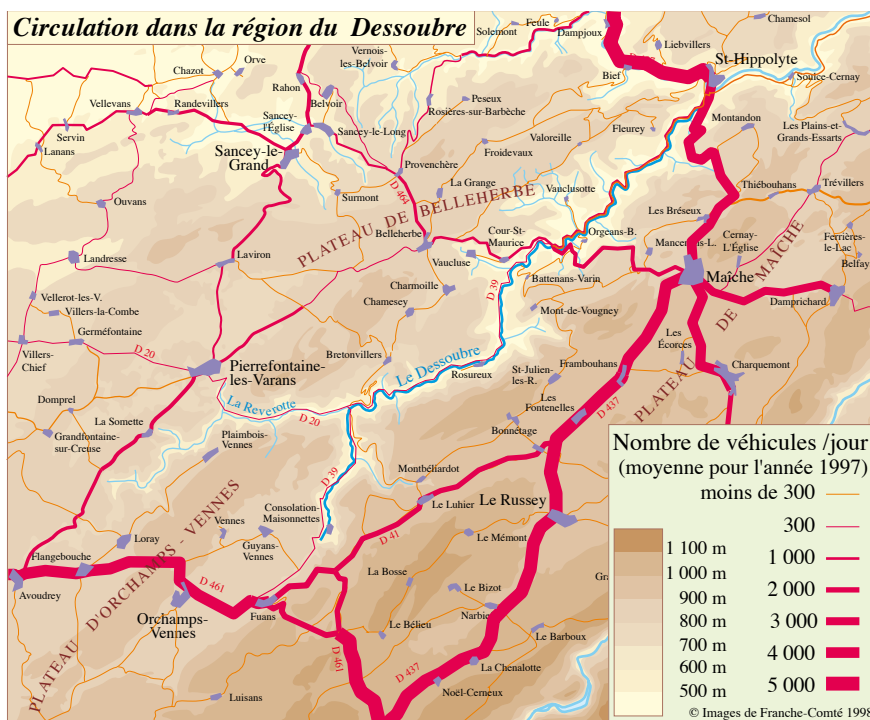 Circulation dans la région du Dessoubre
Feule
Dampjoux
Chamesol
Solemont
Liebvillers
Vernois-
les-Belvoir
St-Hippolyte
Orve
Chazot
Bief
Soulce-Cernay
Rahon
Belvoir
Peseux
Rosières-sur-Barbèche
Vellevans
Randevillers
Sancey-
l'Église
Sancey-le-Long
Montandon
Servin
Lanans
Fleurey
Valoreille
Les Plains-et-
Grands-Essarts
Sancey-le-
Grand
Froidevaux
Provenchère
D 464
La Grange
Vauclusotte
Thiébouhans
Trévillers
Ouvans
Surmont
PLATEAU DE BELLEHERBE
Les Bréseux
Belleherbe
Cour-St-
Maurice
Orgeans-B.
Cernay-
L'Église
Ferrières-
le-Lac
Mancenans-L.
Belfays
Landresse
Laviron
Vaucluse
Maîche
PLATEAU DE MAÎCHE
Charmoille
D 39
Battenans-Varin
Vellerot-les-V.
Chamesey
Damprichard
Villers-la-Combe
Mont-de-Vougney
Germéfontaine
Les
Écorces
Villers-
Chief
D 20
Bretonvillers
Le Dessoubre
Frambouhans
Charquemont
Pierrefontaine-
les-Varans
Rosureux
St-Julien-
les-R.
Domprel
La Reverotte
Les
Fontenelles
D 437
La Somette
D 20
Bonnétage
Grandfontaine-
sur-Creuse
Plaimbois-
Vennes
D 39
Montbéliardot
Consolation-
Maisonnettes
Le Luhier
Le Russey
Loray
Vennes
D 41
Le Mémont
Flangebouche
Guyans-
Vennes
Avoudrey
D 461
La Bosse
Le Bizot
Orchamps-
Vennes
Fuans
Narbie
Le Bélieu
Le Barboux
PLATEAU D'ORCHAMPS - VENNES
D 461
D 437
La Chenalotte
Luisans
Noël-Cerneux
Nombre de véhicules /jour
(moyenne pour l'année 1997)
moins de 300
300
1 000
2 000
3 000
4 000
5 000
1 100 m
1 000 m
900 m
800 m
700 m
600 m
500 m
© Images de Franche-Comté 1998